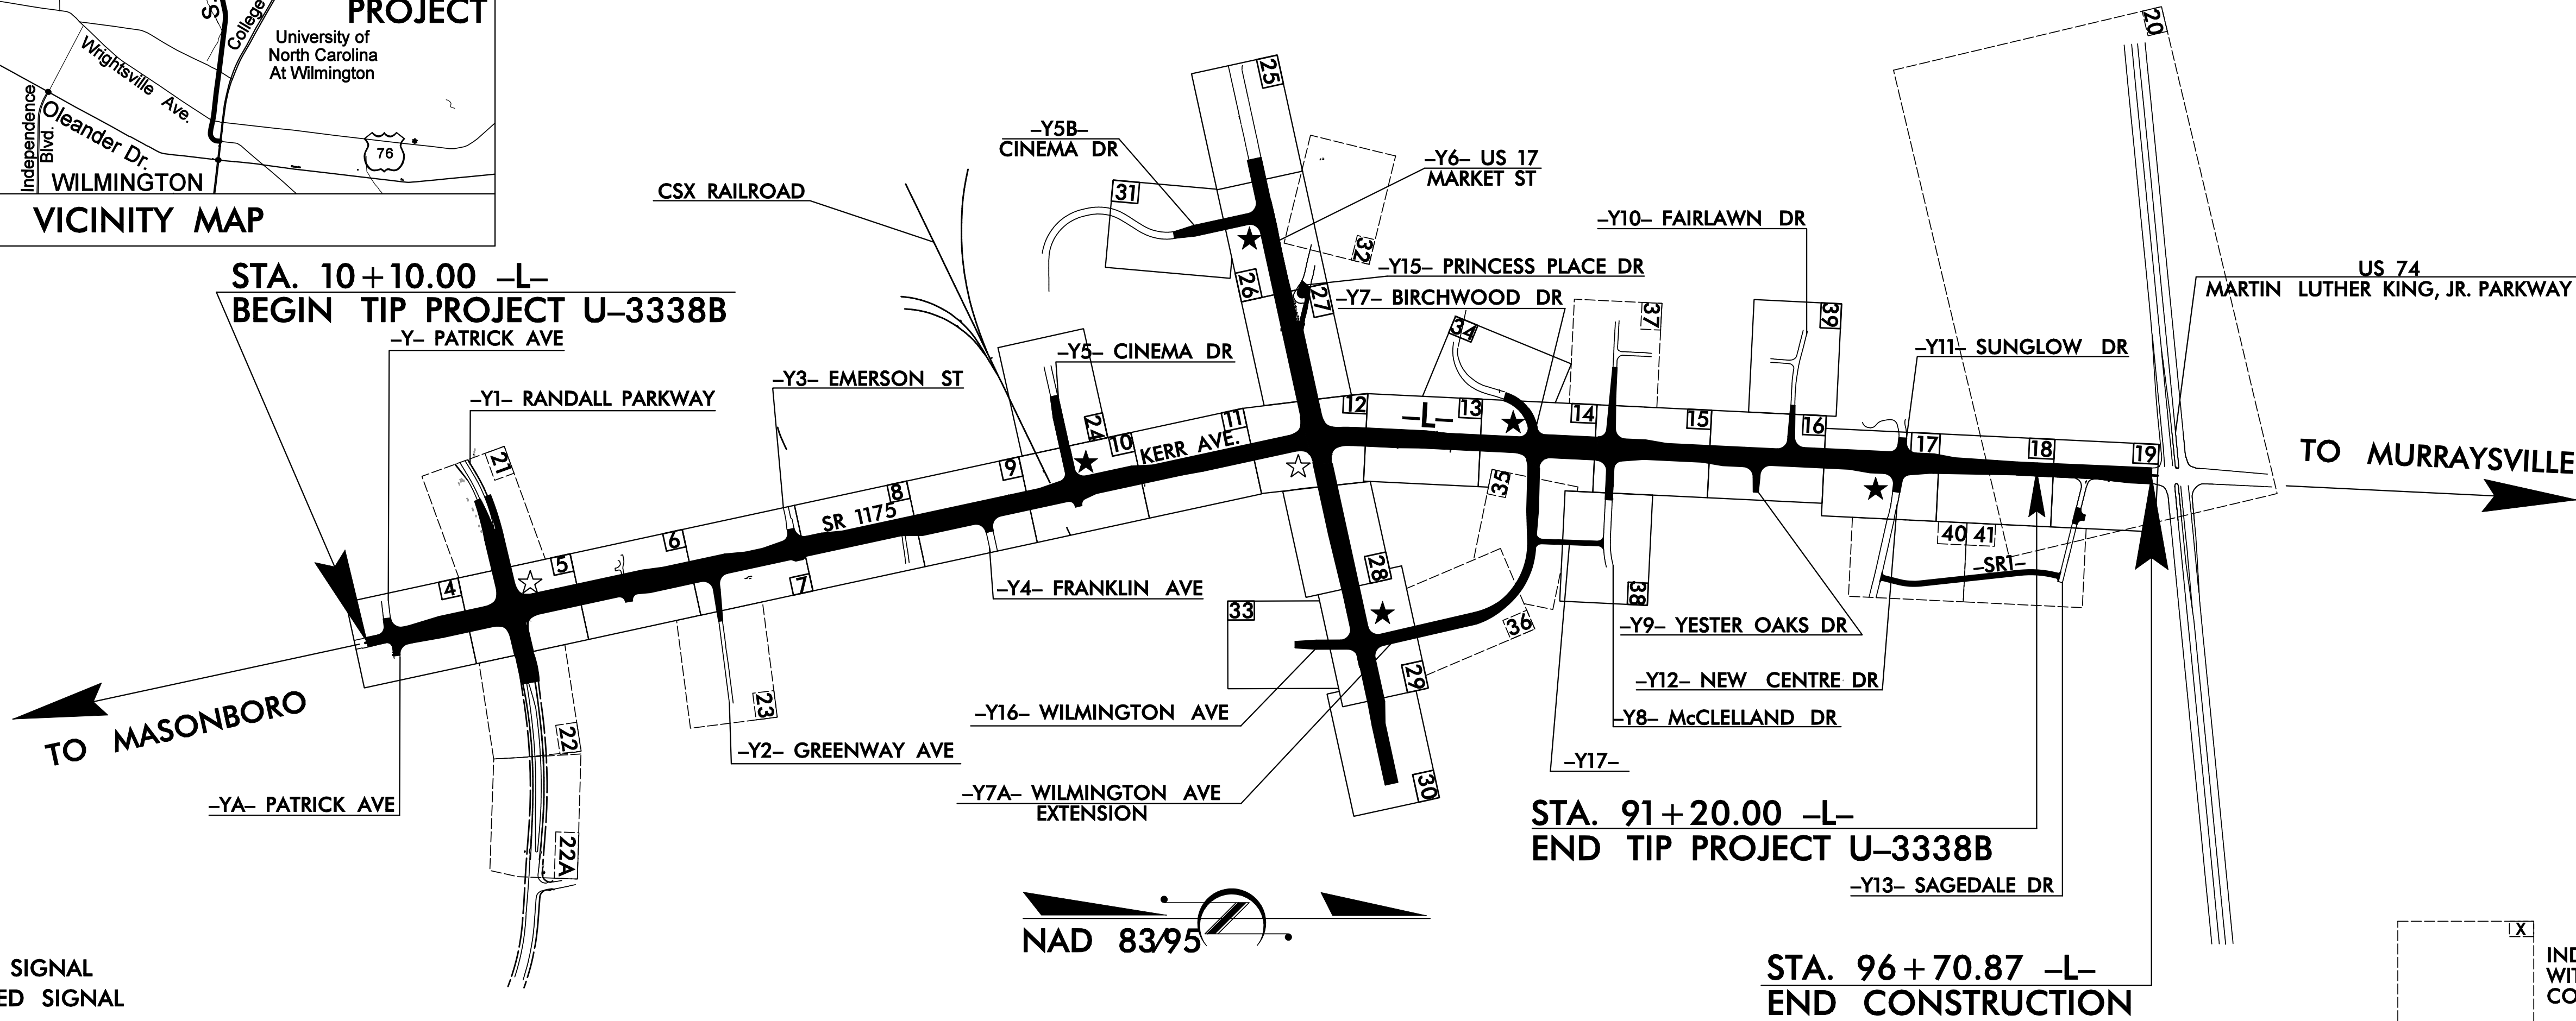 PROJECT
College
University of
North Carolina
At Wilmington
Wrightsville Ave.
Independence
Blvd.
Oleander Dr.
76
WILMINGTON
VICINITY MAP
STA. 10+10.00 –L–
BEGIN TIP PROJECT U–3338B
–Y– PATRICK AVE
–Y1– RANDALL PARKWAY
–Y3– EMERSON ST
CSX RAILROAD
–Y5– CINEMA DR
–Y5B–
CINEMA DR
–Y6– US 17
MARKET ST
–Y15– PRINCESS PLACE DR
–Y7– BIRCHWOOD DR
–Y10– FAIRLAWN DR
–Y11– SUNGLOW DR
US 74
MARTIN LUTHER KING, JR. PARKWAY
TO MURRAYSVILLE
20
25
31
32
26
27
34
37
39
21
24
4
5
6
7
8
9
10
11
12
13
14
15
16
17
18
19
–L–
KERR AVE.
SR 1175
35
28
33
36
38
40
41
–SR1–
29
30
22
22A
23
TO MASONBORO
–YA– PATRICK AVE
–Y2– GREENWAY AVE
–Y4– FRANKLIN AVE
–Y16– WILMINGTON AVE
–Y7A– WILMINGTON AVE
EXTENSION
–Y9– YESTER OAKS DR
–Y12– NEW CENTRE DR
–Y8– McCLELLAND DR
–Y17–
STA. 91+20.00 –L–
END TIP PROJECT U–3338B
–Y13– SAGEDALE DR
STA. 96+70.87 –L–
END CONSTRUCTION
NAD 83/95
SIGNAL
ED SIGNAL
X